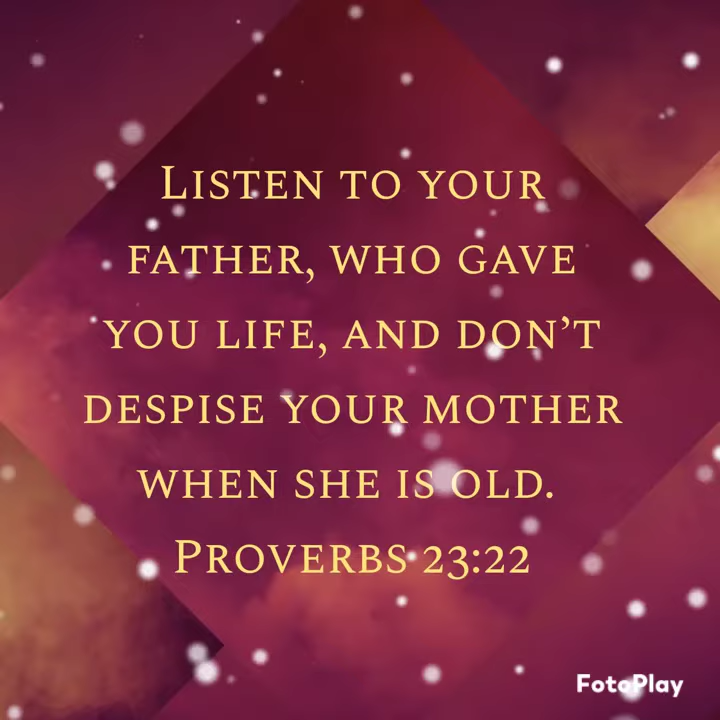 Listen to your
father, who gave
you life, and don’t
despise your mother
when she is old.
Proverbs 23:22
FotoPlay